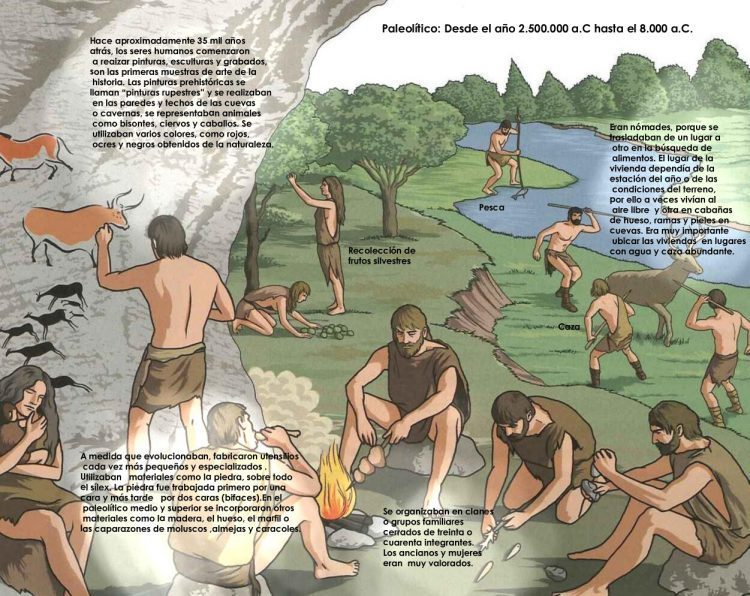 Paleolítico: Desde el año 2.500.000 a.C hasta el 8.000 a.C.
Hace aproximadamente 35 mil años
atrás, los seres humanos comenzaron
a reaizar pinturas, esculturas y grabados,
son las primeras muestras de arte de la
historia. Las pinturas prehistóricas se
llaman "pinturas rupestres" y se realizaban
en las paredes y techos de las cuevas
o cavernas, se representaban animales
como bisontes, ciervos y caballos. Se
utilizaban varios colores, como rojos,
ocres y negros obtenidos de la naturaleza.
Eran nómades, porque se
trasladaban de un lugar a
otro en la búsqueda de
alimentos. El lugar de la
vivienda dependía de la
estación del año o de las
condiciones del terreno,
por ello a veces vivían al
aire libre y otra en cabañas
de hueso, ramas y pieles en
cuevas. Era muy importante
ubicar las viviendas en lugares
con agua y caza abundante.
Pesca
Recolección de
frutos silvestres
Caza
A medida que evolucionaban, fabricaron utensilios
cada vez más pequeños y especializados .
Utilizaban materiales como la piedra, sobre todo
el sílex. La piedra fue trabajada primero por una
cara y más tarde por dos caras (bifaces).En el
paleolítico medio y superior se incorporaron otros
materiales como la madera, el hueso, el marfil o
las caparazones de moluscos ,almejas y caracoles.
Se organizaban en clanes
o grupos familiares
cerrados de treinta o
cuarenta integrantes.
Los ancianos y mujeres
eran muy valorados.